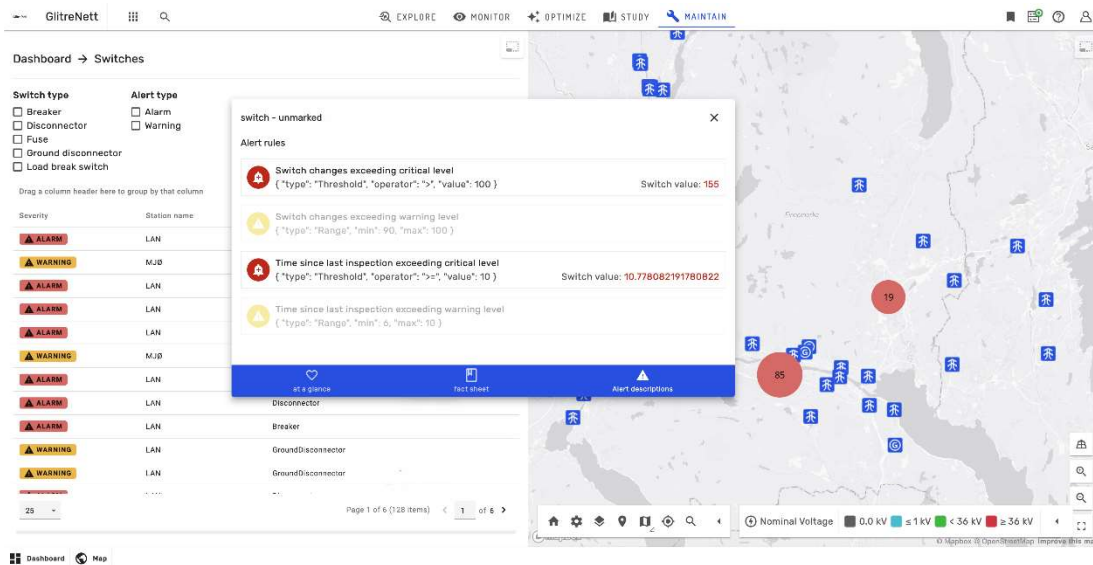 GlitreNett
EXPLORE
MONITOR
OPTIMIZE
STUDY
MAINTAIN
Dashboard → Switches
Switch type
Alert type
Breaker
Alarm
Disconnector
Warning
Fuse
Ground disconnector
Load break switch
Drag a column header here to group by that column
Severity
Station name
ALARM
LAN
WARNING
MJØ
ALARM
LAN
ALARM
LAN
ALARM
LAN
WARNING
MJØ
ALARM
LAN
ALARM
LAN
Disconnector
ALARM
LAN
Breaker
WARNING
LAN
GroundDisconnector
WARNING
LAN
GroundDisconnector
25
Page 1 of 6 (128 items)
1
of 6
switch - unmarked
Alert rules
Switch changes exceeding critical level
{ "type": "Threshold", "operator": ">", "value": 100 }
Switch value: 155
Switch changes exceeding warning level
{ "type": "Range", "min": 90, "max": 100 }
Time since last inspection exceeding critical level
{ "type": "Threshold", "operator": ">=", "value": 10 }
Switch value: 10.778082191780822
Time since last inspection exceeding warning level
{ "type": "Range", "min": 6, "max": 10 }
at a glance
fact sheet
Alert descriptions
Finnemarka
19
85
G
G
Nominal Voltage
0,0 kV
≤ 1 kV
< 36 kV
≥ 36 kV
© Mapbox © OpenStreetMap Improve this ma
Dashboard
Map